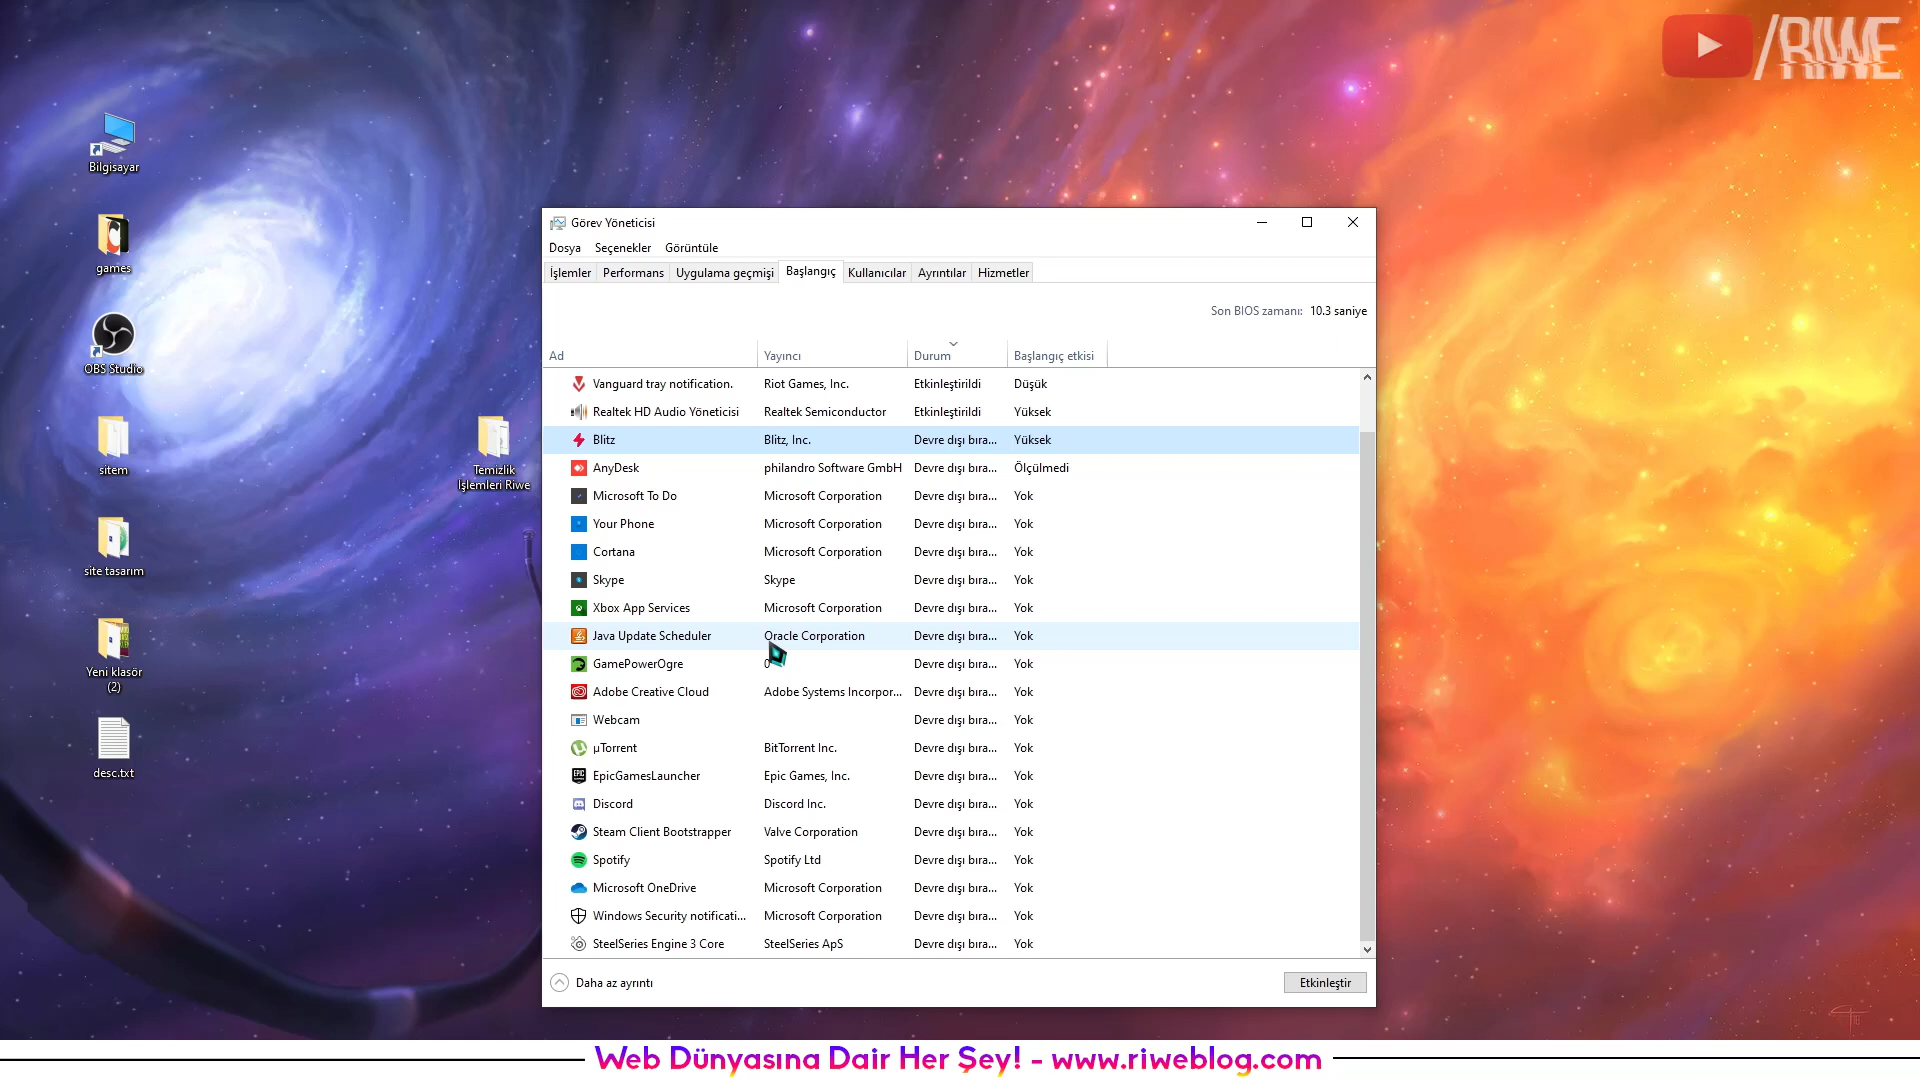 /RIWE
Bilgisayar
games
OBS Studio
sitem
site tasarım
Yeni klasör
(2)
desc.txt
Temizlik
İşlemleri Riwe
Görev Yöneticisi
Dosya Seçenekler Görüntüle
İşlemler Performans Uygulama geçmişi Başlangıç Kullanıcılar Ayrıntılar Hizmetler
Son BIOS zamanı: 10.3 saniye
Ad Yayıncı Durum Başlangıç etkisi
Vanguard tray notification. Riot Games, Inc. Etkinleştirildi Düşük
Realtek HD Audio Yöneticisi Realtek Semiconductor Etkinleştirildi Yüksek
Blitz Blitz, Inc. Devre dışı bıra... Yüksek
AnyDesk philandro Software GmbH Devre dışı bıra... Ölçülmedi
Microsoft To Do Microsoft Corporation Devre dışı bıra... Yok
Your Phone Microsoft Corporation Devre dışı bıra... Yok
Cortana Microsoft Corporation Devre dışı bıra... Yok
Skype Skype Devre dışı bıra... Yok
Xbox App Services Microsoft Corporation Devre dışı bıra... Yok
Java Update Scheduler Oracle Corporation Devre dışı bıra... Yok
GamePowerOgre 0 Devre dışı bıra... Yok
Adobe Creative Cloud Adobe Systems Incorpor... Devre dışı bıra... Yok
Webcam Devre dışı bıra... Yok
µTorrent BitTorrent Inc. Devre dışı bıra... Yok
EpicGamesLauncher Epic Games, Inc. Devre dışı bıra... Yok
Discord Discord Inc. Devre dışı bıra... Yok
Steam Client Bootstrapper Valve Corporation Devre dışı bıra... Yok
Spotify Spotify Ltd Devre dışı bıra... Yok
Microsoft OneDrive Microsoft Corporation Devre dışı bıra... Yok
Windows Security notificati... Microsoft Corporation Devre dışı bıra... Yok
SteelSeries Engine 3 Core SteelSeries ApS Devre dışı bıra... Yok
Daha az ayrıntı Etkinleştir
Web Dünyasına Dair Her Şey! - www.riweblog.com